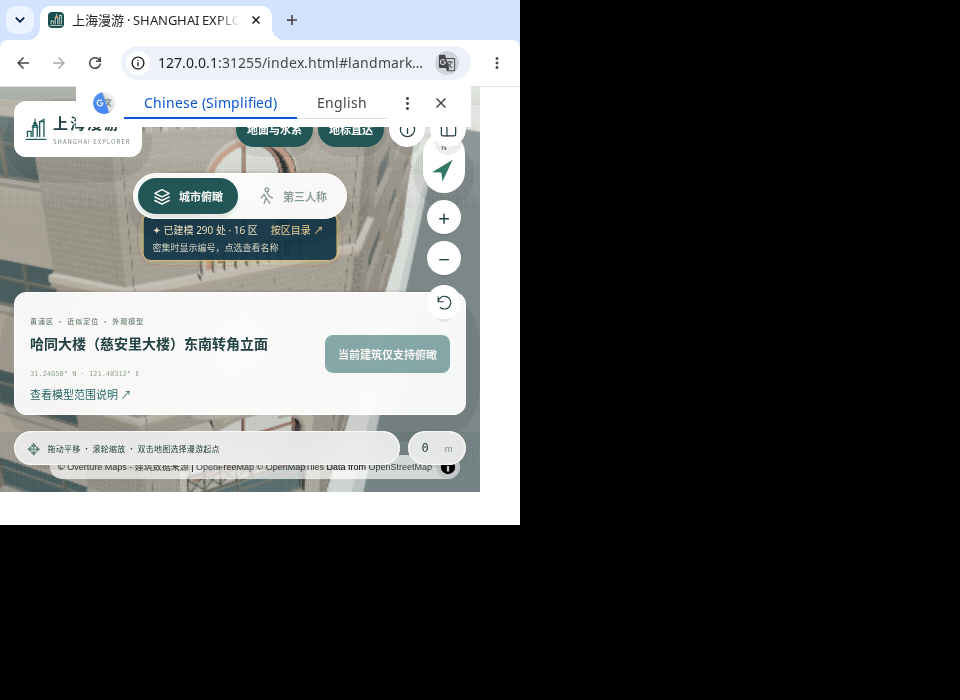 上海漫游 · SHANGHAI EXPLO
127.0.0.1:31255/index.html#landmark...
Chinese (Simplified)
English
上海漫游
SHANGHAI EXPLORER
地面与水系
地标直达
N
城市俯瞰
第三人称
✦ 已建模 290 处 · 16 区 按区目录 ↗
密集时显示编号，点选查看名称
黄浦区 · 近似定位 · 外观模型
哈同大楼（慈安里大楼）东南转角立面
当前建筑仅支持俯瞰
31.24058° N · 121.48312° E
查看模型范围说明 ↗
拖动平移 · 滚轮缩放 · 双击地图选择漫游起点
0 m
© Overture Maps · 建筑数据来源 | OpenFreeMap © OpenMapTiles Data from OpenStreetMap